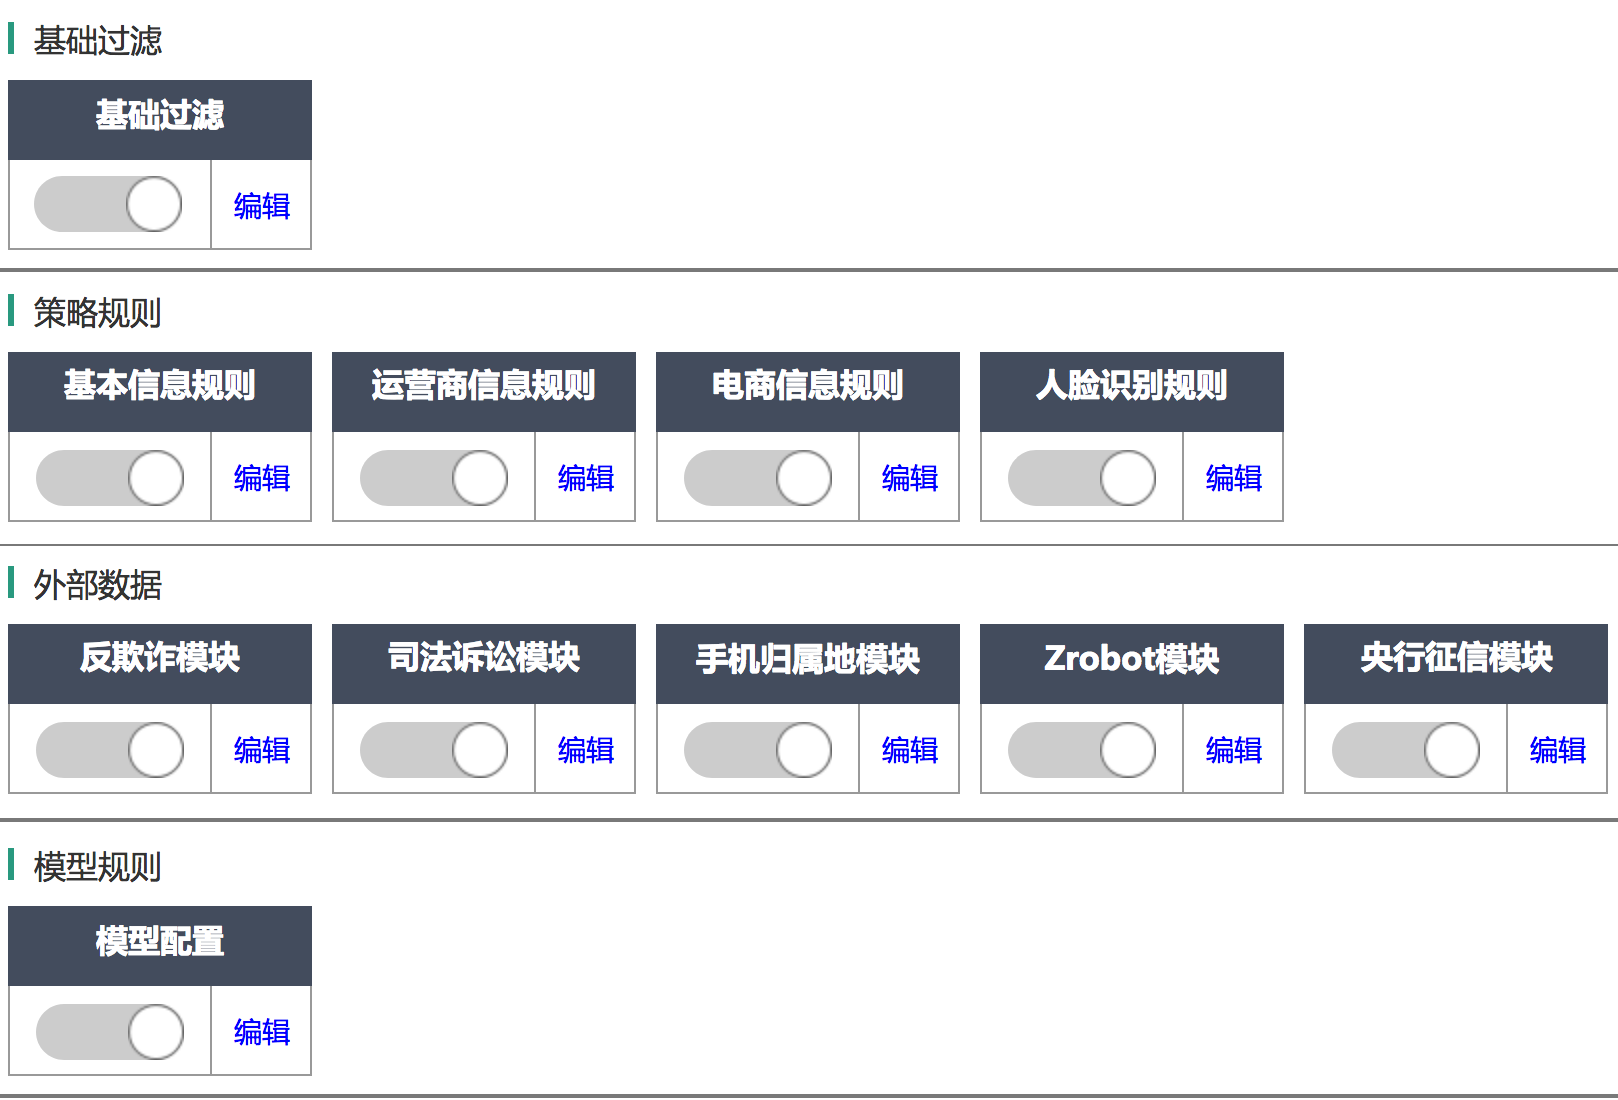 基础过滤
基础过滤
编辑
策略规则
基本信息规则 运营商信息规则 电商信息规则 人脸识别规则
编辑 编辑 编辑 编辑
外部数据
反欺诈模块 司法诉讼模块 手机归属地模块 Zrobot模块 央行征信模块
编辑 编辑 编辑 编辑 编辑
模型规则
模型配置
编辑